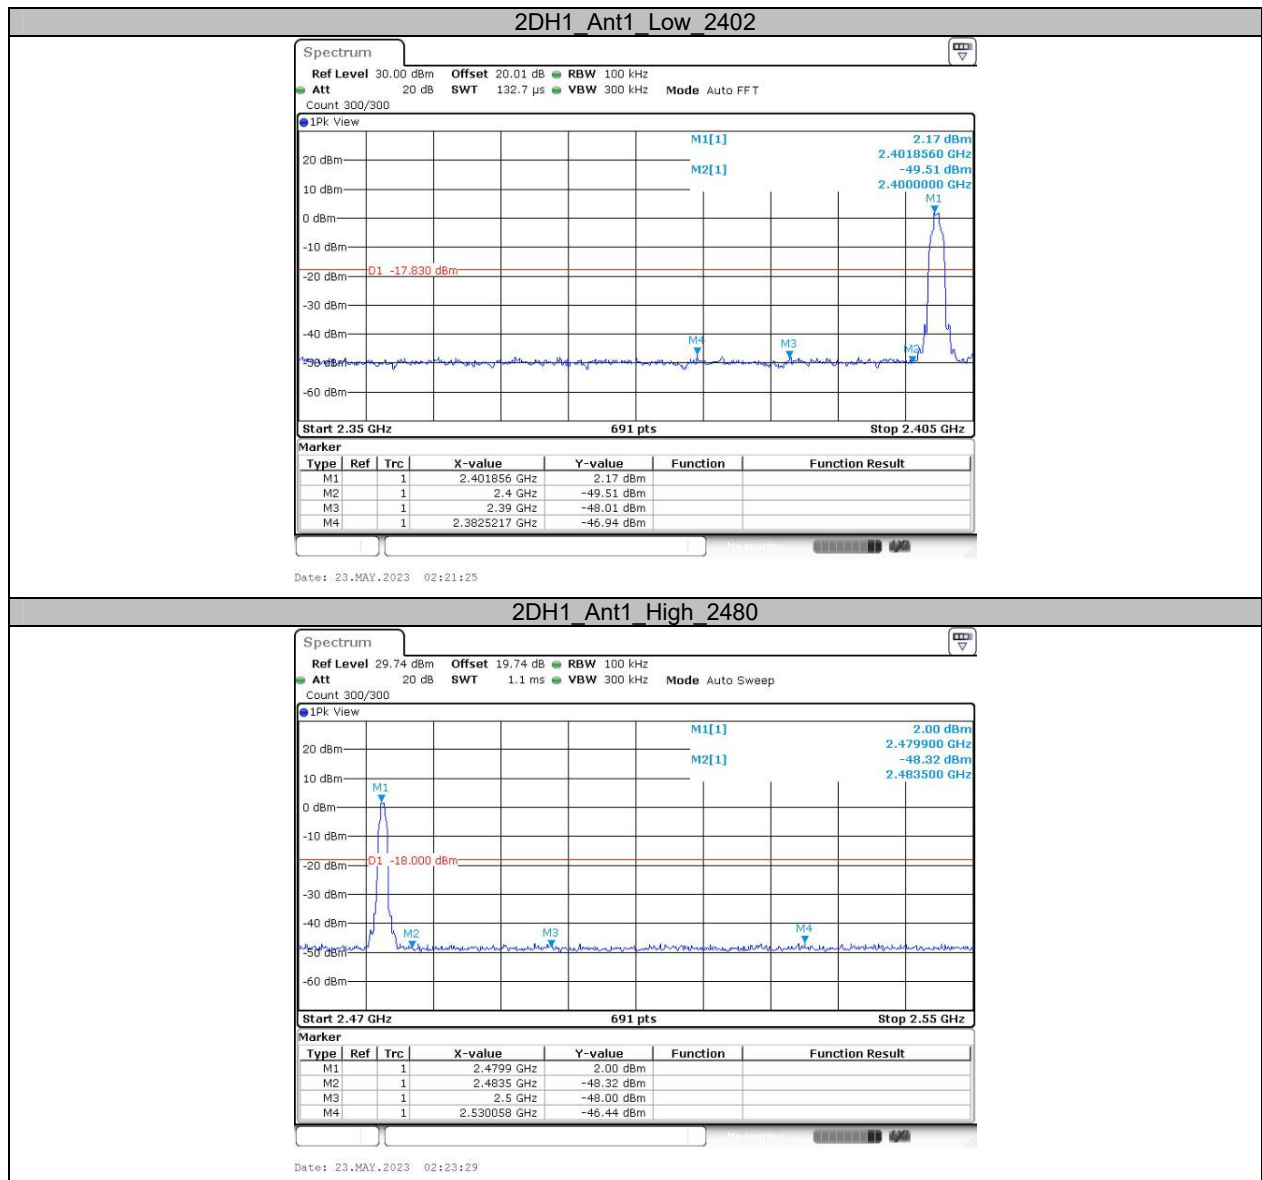 2DH1_Ant1_Low_2402
Spectrum
Ref Level 30.00 dBm Offset 20.01 dB RBW 100 kHz
Att 20 dB SWT 132.7 µs VBW 300 kHz Mode Auto FFT
Count 300/300
1Pk View
M1[1] 2.17 dBm
2.4018560 GHz
20 dBm
M2[1] -49.51 dBm
10 dBm 2.4000000 GHz
M1
0 dBm
-10 dBm
D1 -17.830 dBm
-20 dBm
-30 dBm
-40 dBm
M4 M3 M2
-50 dBm
-60 dBm
Start 2.35 GHz 691 pts Stop 2.405 GHz
Marker
Type Ref Trc X-value Y-value Function Function Result
M1 1 2.401856 GHz 2.17 dBm
M2 1 2.4 GHz -49.51 dBm
M3 1 2.39 GHz -48.01 dBm
M4 1 2.3825217 GHz -46.94 dBm
Measuring...
Date: 23.MAY.2023 02:21:25
2DH1_Ant1_High_2480
Spectrum
Ref Level 29.74 dBm Offset 19.74 dB RBW 100 kHz
Att 20 dB SWT 1.1 ms VBW 300 kHz Mode Auto Sweep
Count 300/300
1Pk View
M1[1] 2.00 dBm
2.479900 GHz
20 dBm
M2[1] -48.32 dBm
10 dBm 2.483500 GHz
M1
0 dBm
-10 dBm
D1 -18.000 dBm
-20 dBm
-30 dBm
-40 dBm
M2 M3 M4
-50 dBm
-60 dBm
Start 2.47 GHz 691 pts Stop 2.55 GHz
Marker
Type Ref Trc X-value Y-value Function Function Result
M1 1 2.4799 GHz 2.00 dBm
M2 1 2.4835 GHz -48.32 dBm
M3 1 2.5 GHz -48.00 dBm
M4 1 2.530058 GHz -46.44 dBm
Measuring...
Date: 23.MAY.2023 02:23:29